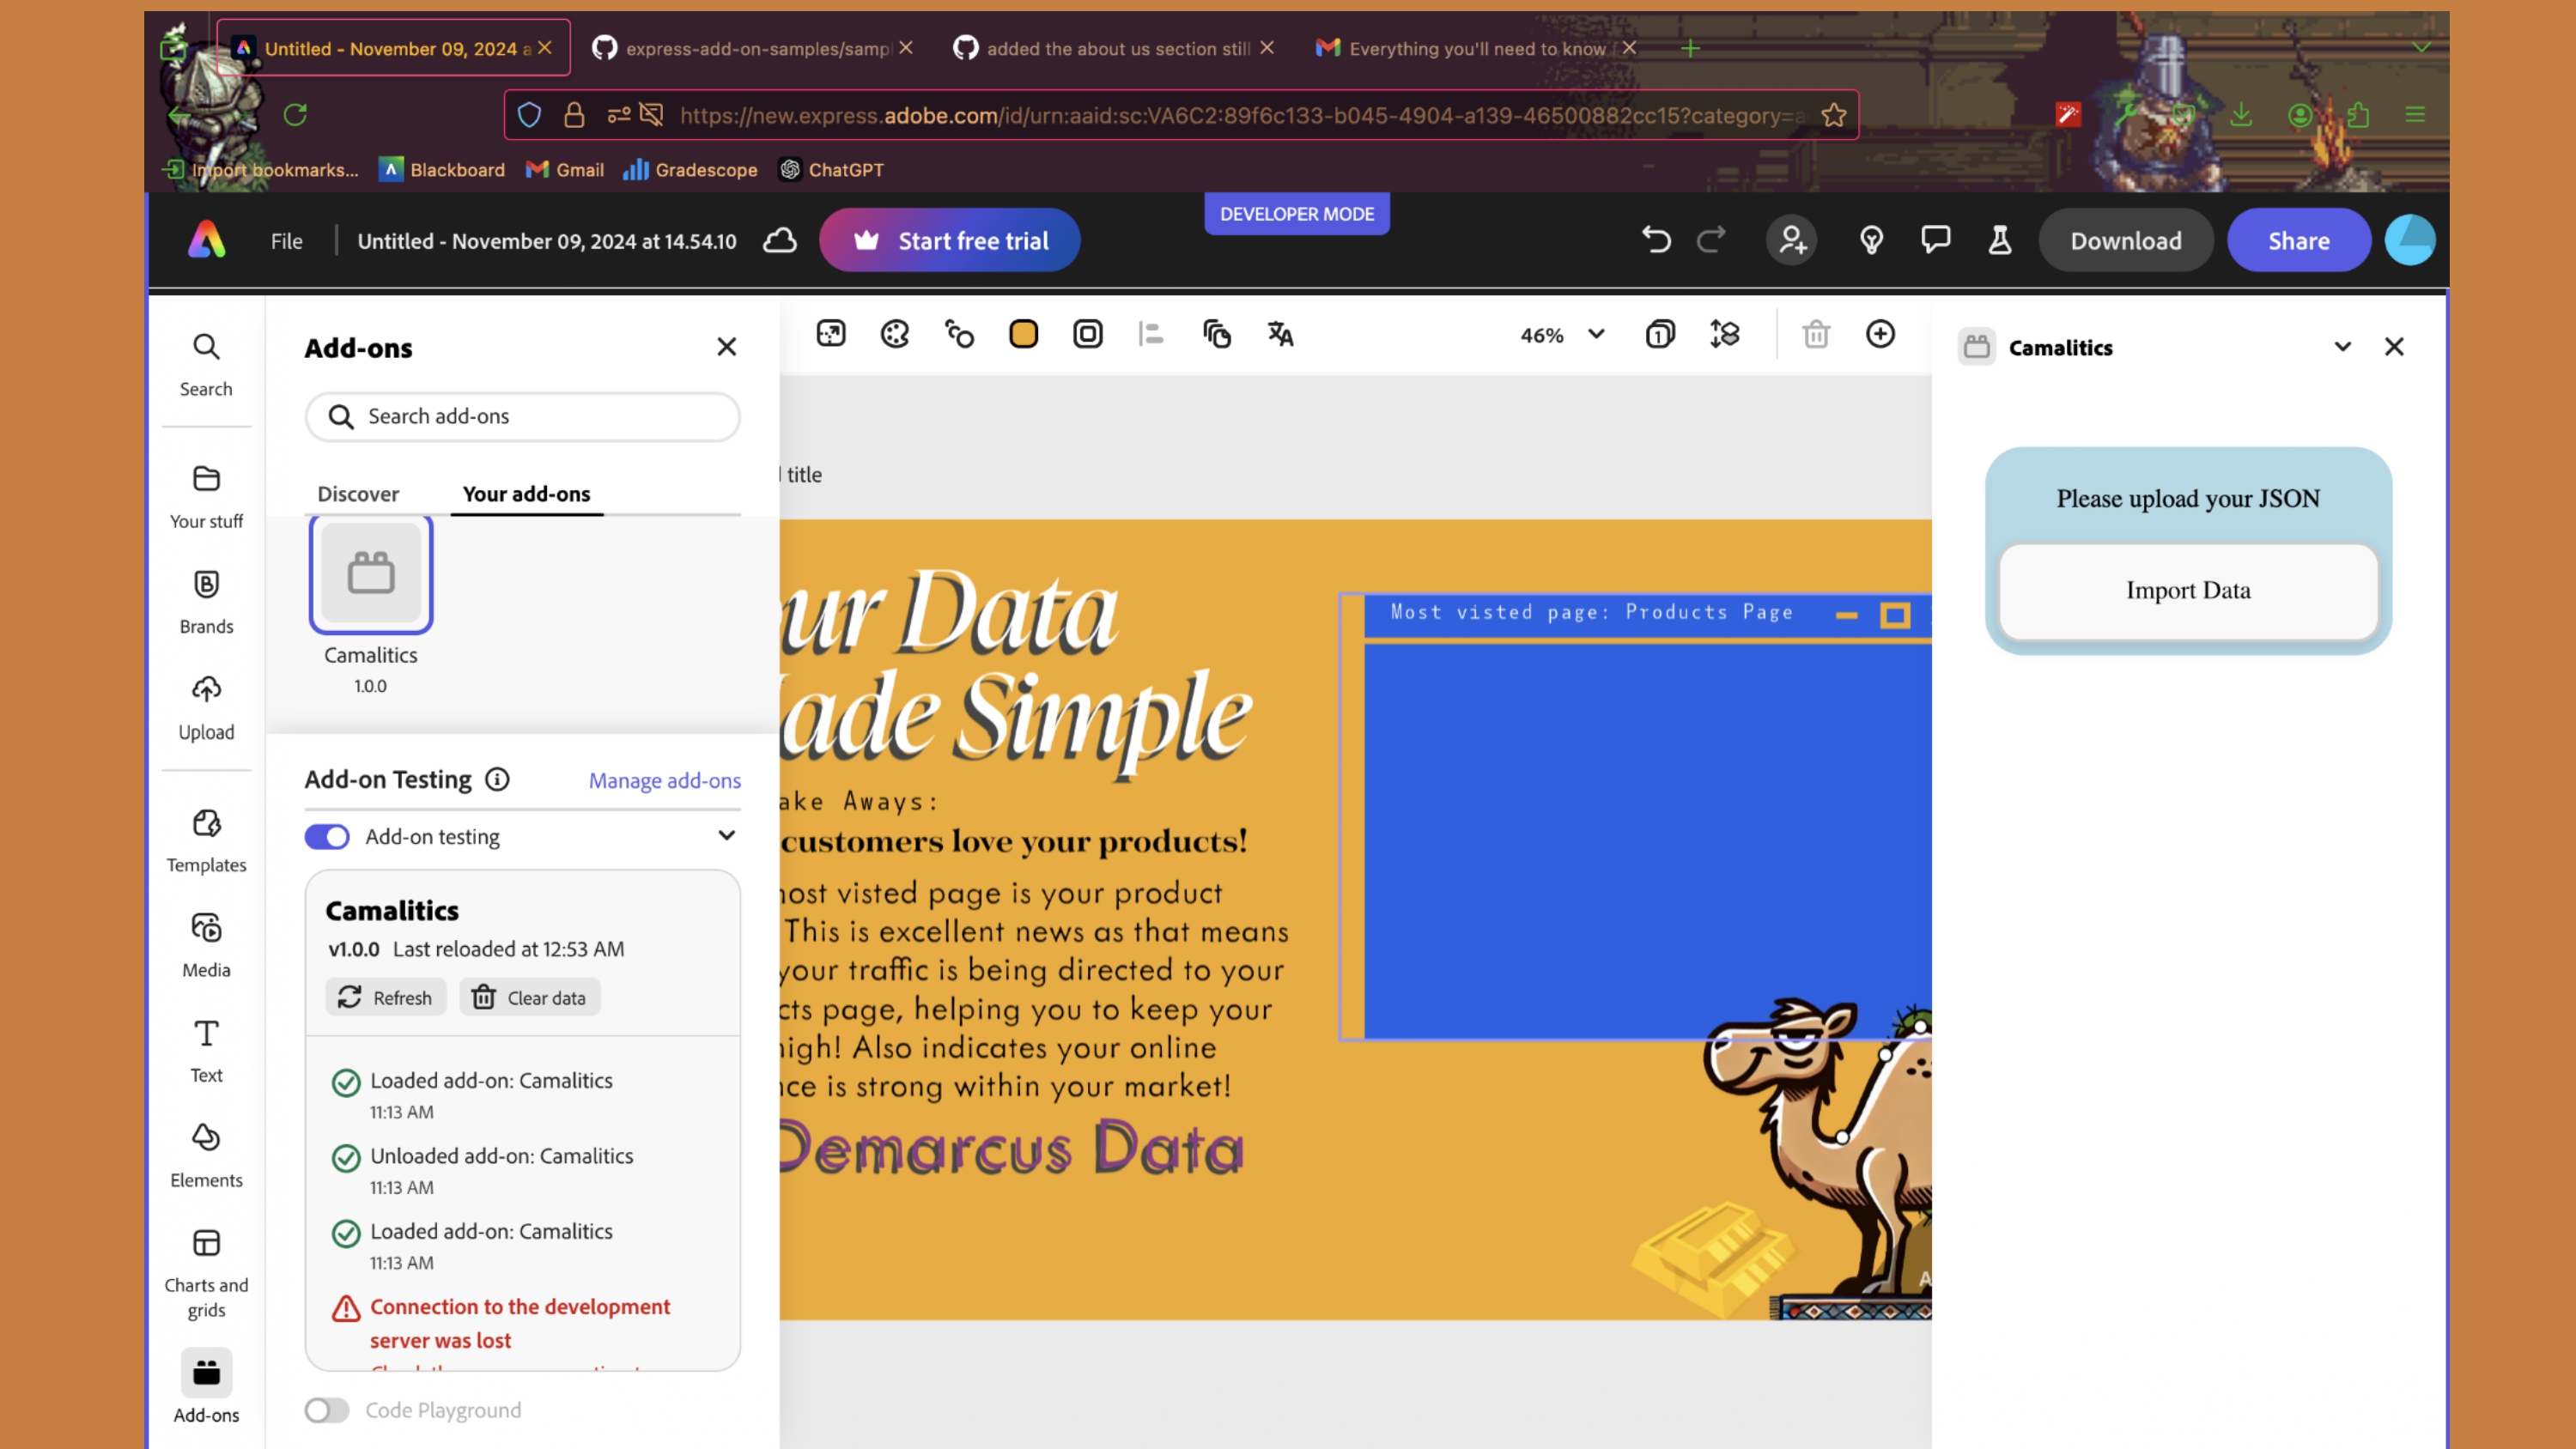 Untitled - November 09, 2024 a
express-add-on-samples/samp
added the about us section still
Everything you'll need to know
https://new.express.adobe.com/id/urn:aaid:sc:VA6C2:89f6c133-b045-4904-a139-46500882cc15?category=a
Import bookmarks...
Blackboard
Gmail
Gradescope
ChatGPT
File
Untitled - November 09, 2024 at 14.54.10
Start free trial
DEVELOPER MODE
Download
Share
Search
Your stuff
Brands
Upload
Templates
Media
Text
Elements
Charts and
grids
Add-ons
Add-ons
Search add-ons
Discover
Your add-ons
Camalitics
1.0.0
Add-on Testing
Manage add-ons
Add-on testing
Camalitics
v1.0.0 Last reloaded at 12:53 AM
Refresh
Clear data
Loaded add-on: Camalitics
11:13 AM
Unloaded add-on: Camalitics
11:13 AM
Loaded add-on: Camalitics
11:13 AM
Connection to the development
server was lost
Code Playground
46%
1
title
ur Data
ade Simple
ake Aways:
customers love your products!
ost visted page is your product
This is excellent news as that means
your traffic is being directed to your
cts page, helping you to keep your
high! Also indicates your online
nce is strong within your market!
Demarcus Data
Most visted page: Products Page
A
Camalitics
Please upload your JSON
Import Data